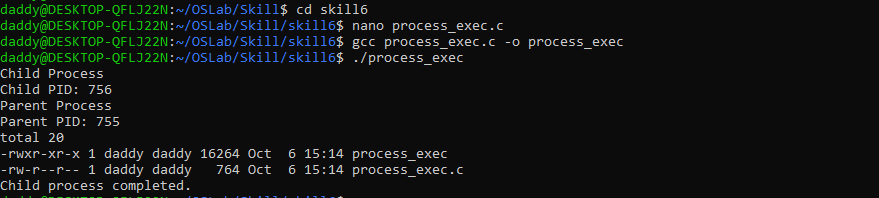 daddy@DESKTOP-QFLJ22N:~/OSLab/Skill$ cd skill6
daddy@DESKTOP-QFLJ22N:~/OSLab/Skill/skill6$ nano process_exec.c
daddy@DESKTOP-QFLJ22N:~/OSLab/Skill/skill6$ gcc process_exec.c -o process_exec
daddy@DESKTOP-QFLJ22N:~/OSLab/Skill/skill6$ ./process_exec
Child Process
Child PID: 756
Parent Process
Parent PID: 755
total 20
-rwxr-xr-x 1 daddy daddy 16264 Oct  6 15:14 process_exec
-rw-r--r-- 1 daddy daddy   764 Oct  6 15:14 process_exec.c
Child process completed.